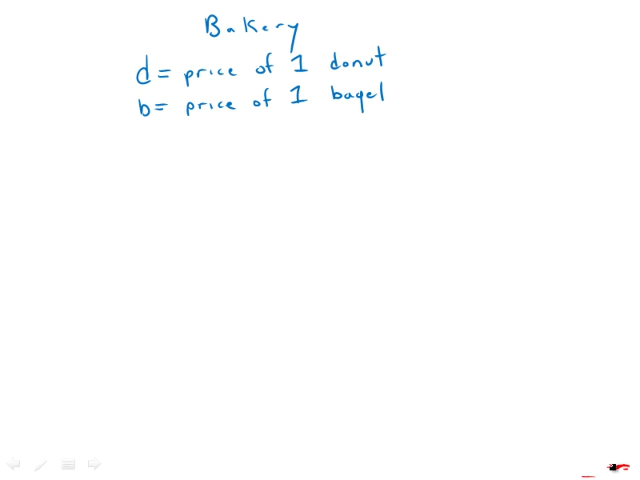 Bakery
d = price of 1 donut
b = price of 1 bagel